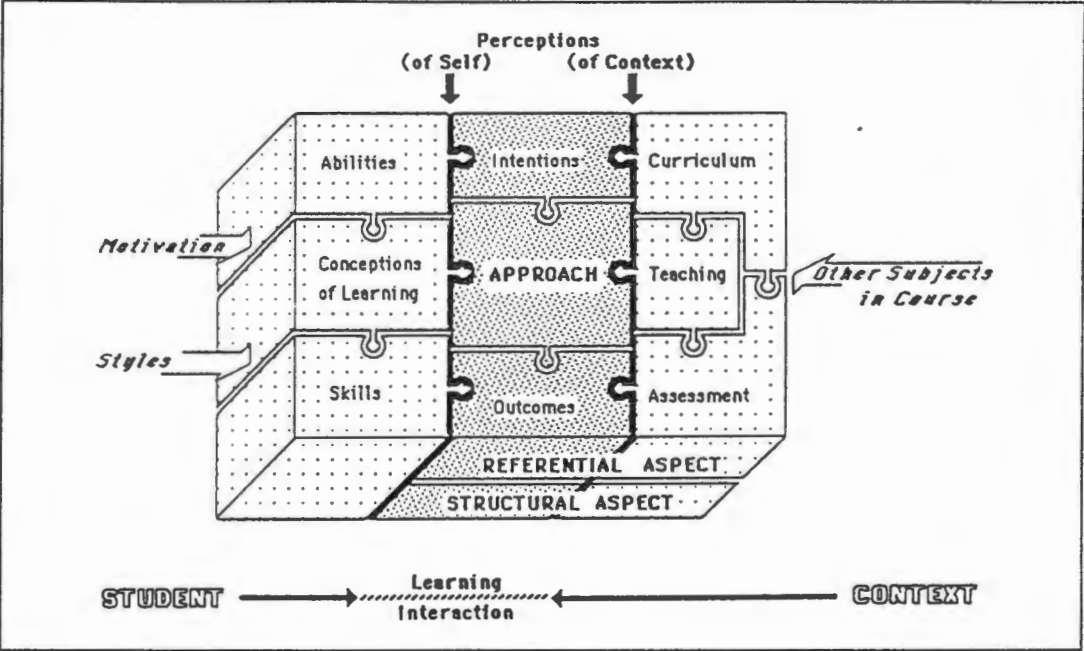 Perceptions
(of Self) (of Context)
Abilities Intentions Curriculum
Motivation
Conceptions
of Learning
APPROACH
Teaching
Other Subjects
in Course
Styles
Skills Outcomes Assessment
REFERENTIAL ASPECT
STRUCTURAL ASPECT
STUDENT
Learning
Interaction
CONTEXT